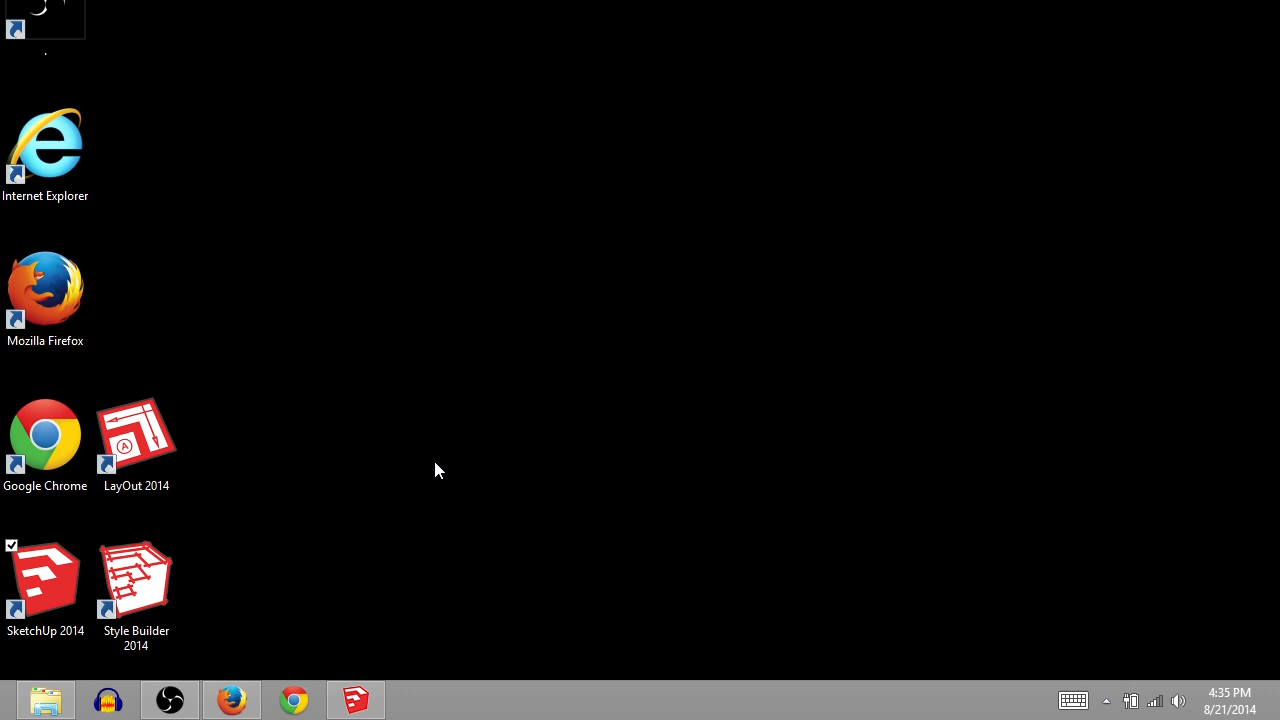 .
Internet Explorer
Mozilla Firefox
Google Chrome
LayOut 2014
A
SketchUp 2014
Style Builder
2014
4:35 PM
8/21/2014